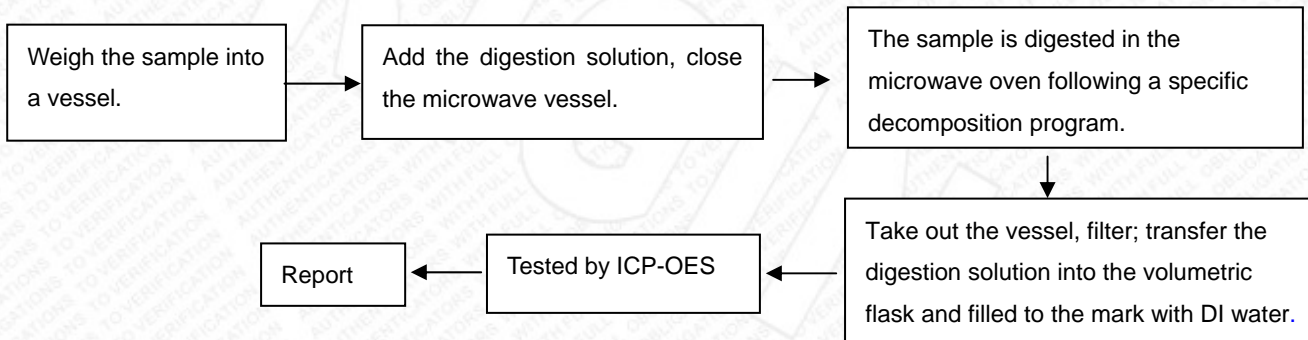 Weigh the sample into
a vessel.
Add the digestion solution, close
the microwave vessel.
The sample is digested in the
microwave oven following a specific
decomposition program.
Take out the vessel, filter; transfer the
digestion solution into the volumetric
flask and filled to the mark with DI water.
Tested by ICP-OES
Report